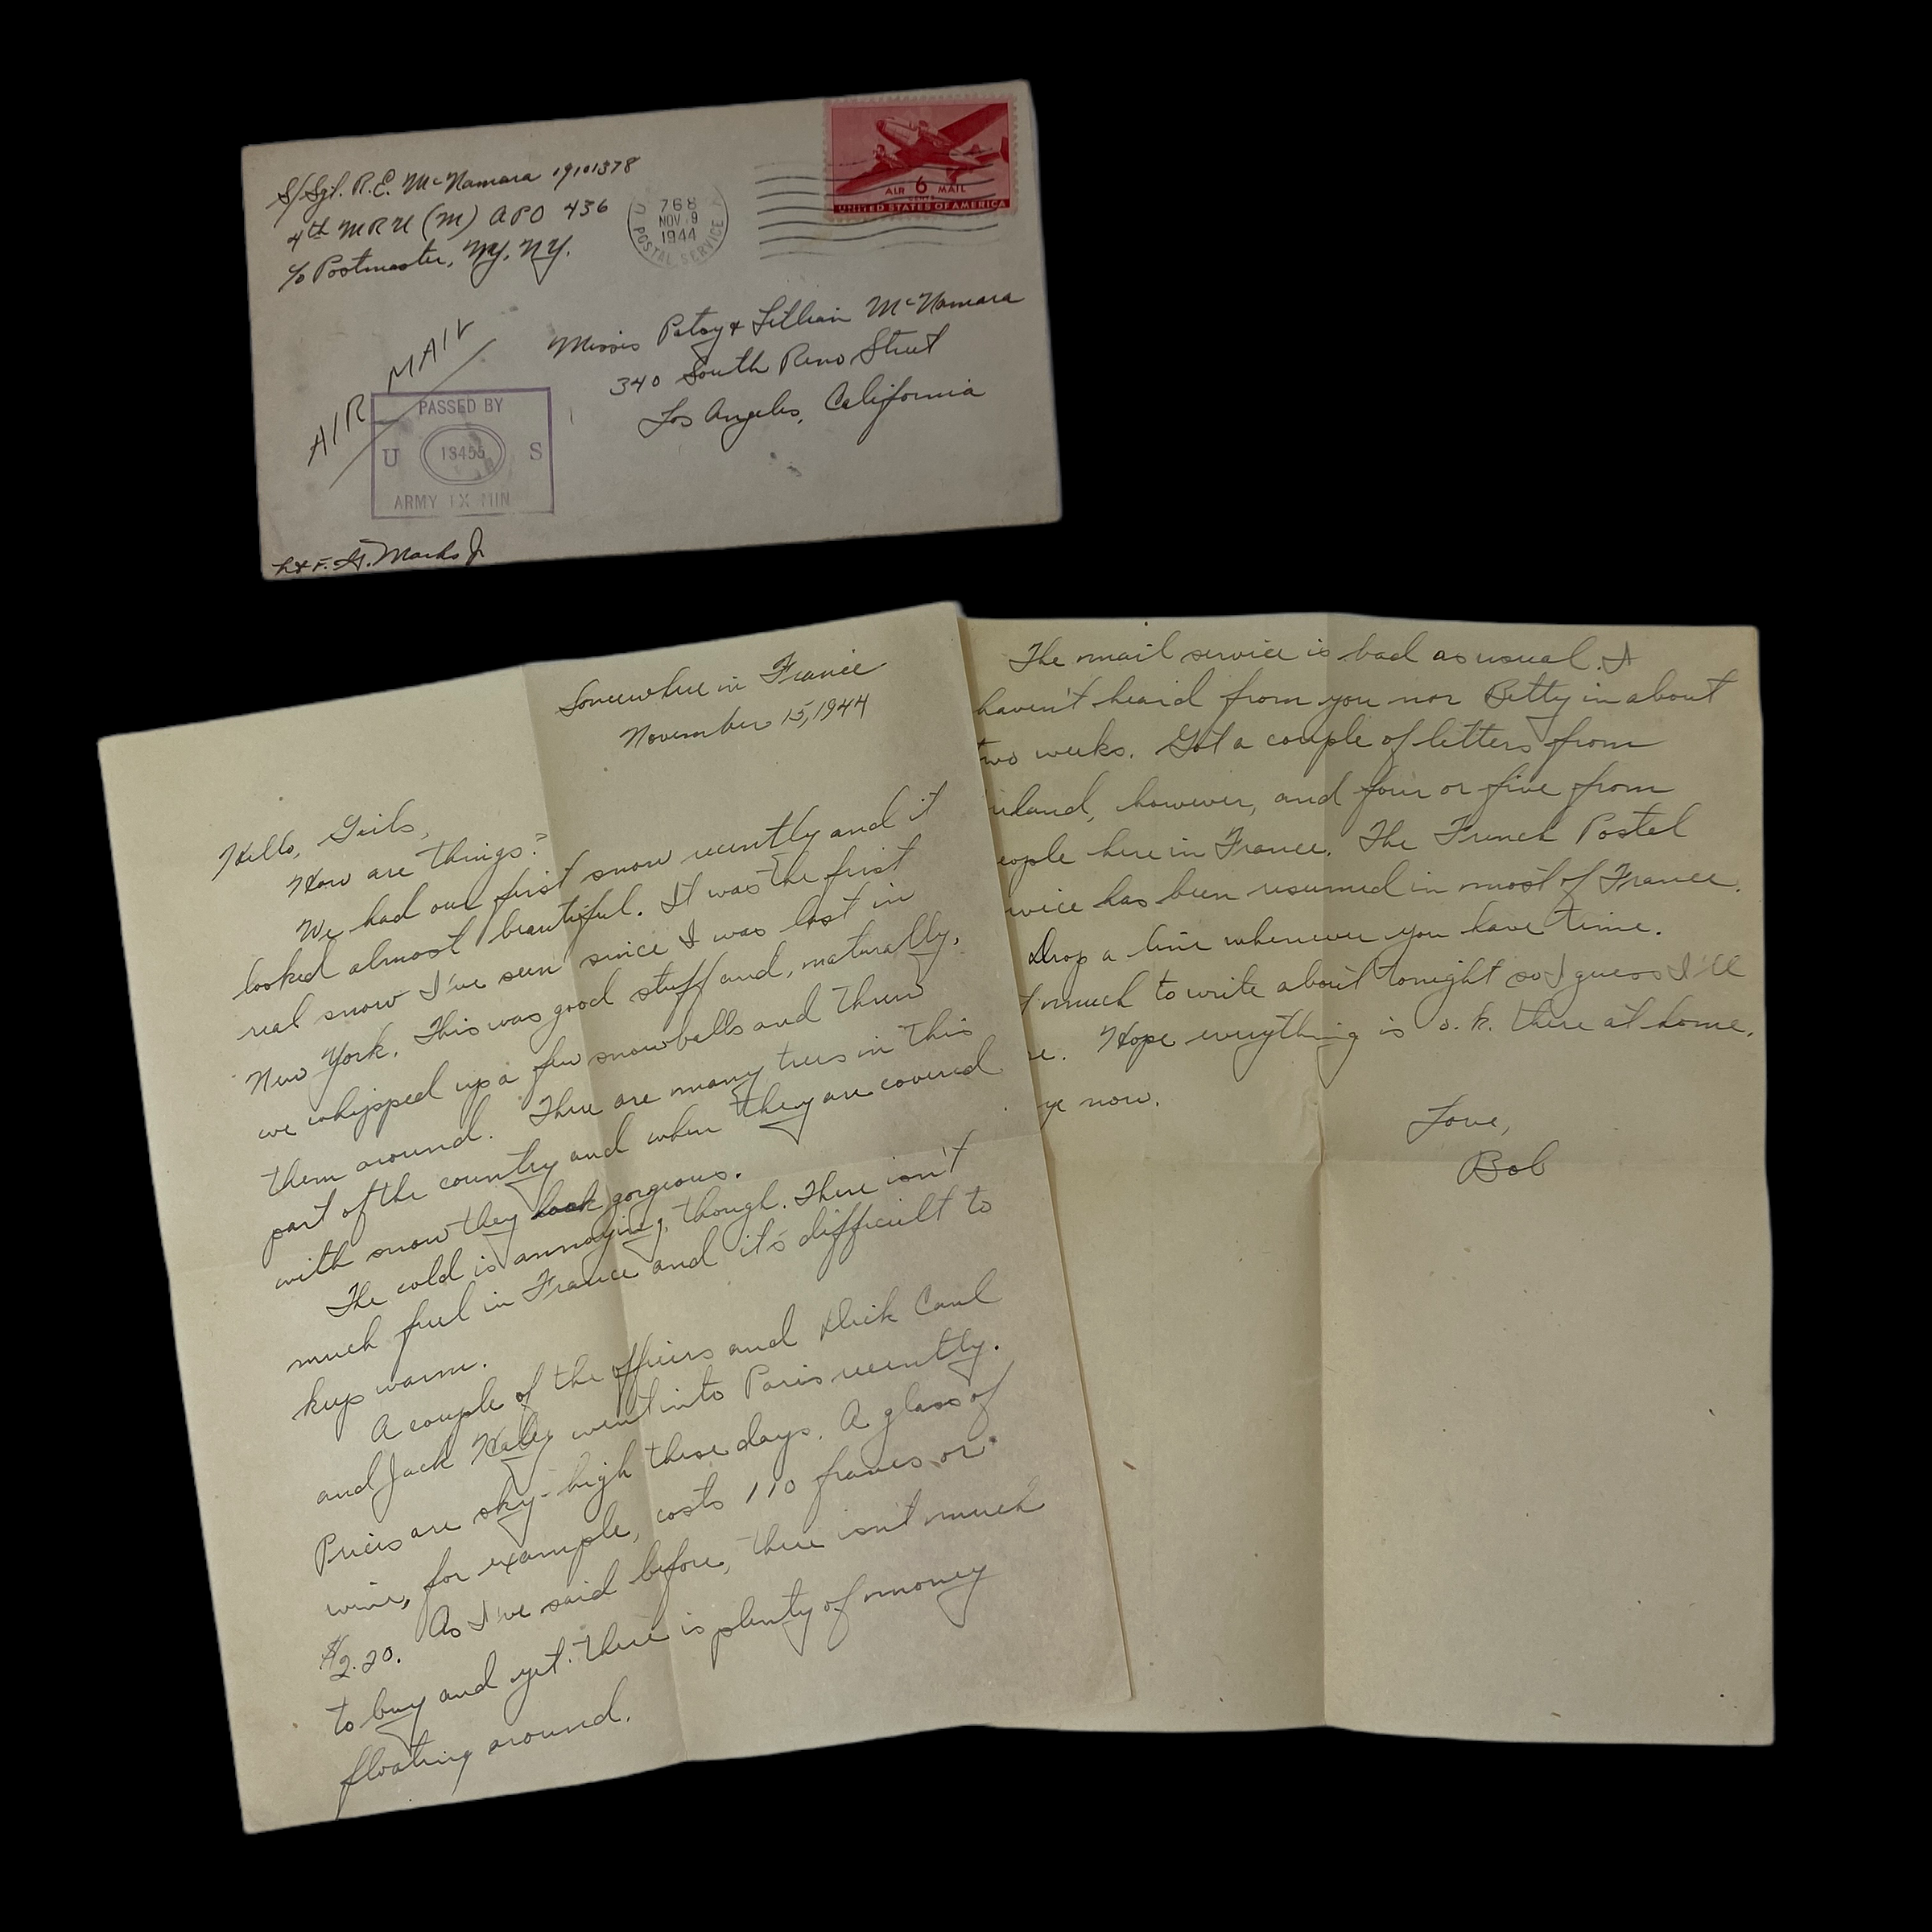 S/Sgt. R.E. McNamara 19101378
4th MRU (M) APO 436
c/o Postmaster, NY, NY.
768
NOV 9
1944
POSTAL SERVICE
AIR 6 MAIL
CENTS
UNITED STATES OF AMERICA
AIR MAIL
Misses Patsy & Lillian McNamara
340 South Reno Street
Los Angeles, California
PASSED BY
U 13455 S
ARMY EX MIN
Lt F. G. Marks Jr
Somewhere in France
November 15, 1944
Hello, Girls,
How are things?
We had our first snow recently and it
looked almost beautiful. It was the first
real snow I've seen since I was last in
New York. This was good stuff and, naturally,
we whipped up a few snowballs and threw
them around. There are many trees in this
part of the country and when they are covered
with snow they look gorgeous.
The cold is annoying, though. There isn't
much fuel in France and it's difficult to
keep warm.
A couple of the officers and Dick Carl
and Jack Haley went into Paris recently.
Prices are sky-high these days. A glass of
wine, for example, costs 110 francs or
$2.20. As I've said before, there isn't much
to buy and yet there is plenty of money
floating around.
The mail service is bad as usual. I
haven't heard from you nor Betty in about
two weeks. Got a couple of letters from
land, however, and four or five from
eople here in France. The French Postal
vice has been resumed in most of France.
Drop a line whenever you have time.
t much to write about tonight so I guess I'll
e. Hope everything is o.k. there at home.
ye now.
Love,
Bob